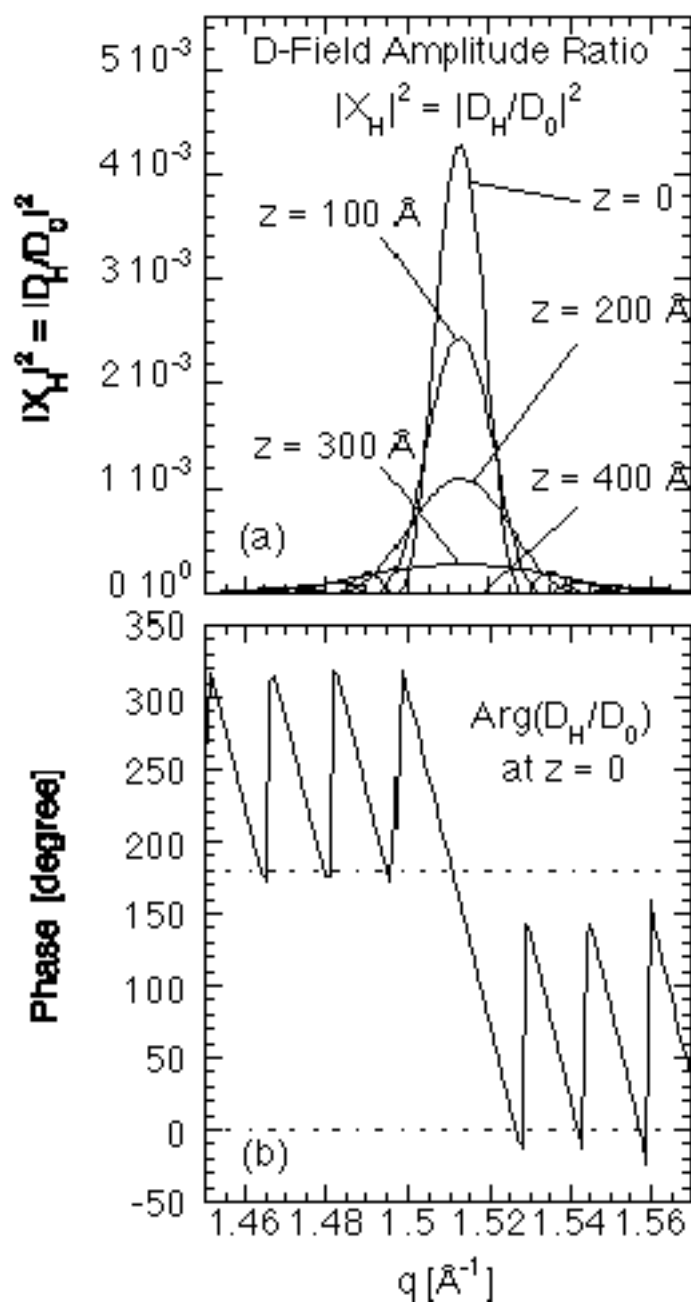 D-Field Amplitude Ratio
|X_H|² = |D_H/D_0|²
z = 0
z = 100 Å
z = 200 Å
z = 300 Å
z = 400 Å
(a)
|X_H|² = |D_H/D_0|²
5 10⁻³
4 10⁻³
3 10⁻³
2 10⁻³
1 10⁻³
0 10⁰
350
300
250
200
150
100
50
0
-50
Phase [degree]
Arg(D_H/D_0)
at z = 0
(b)
1.46 1.48 1.5 1.52 1.54 1.56
q [Å⁻¹]